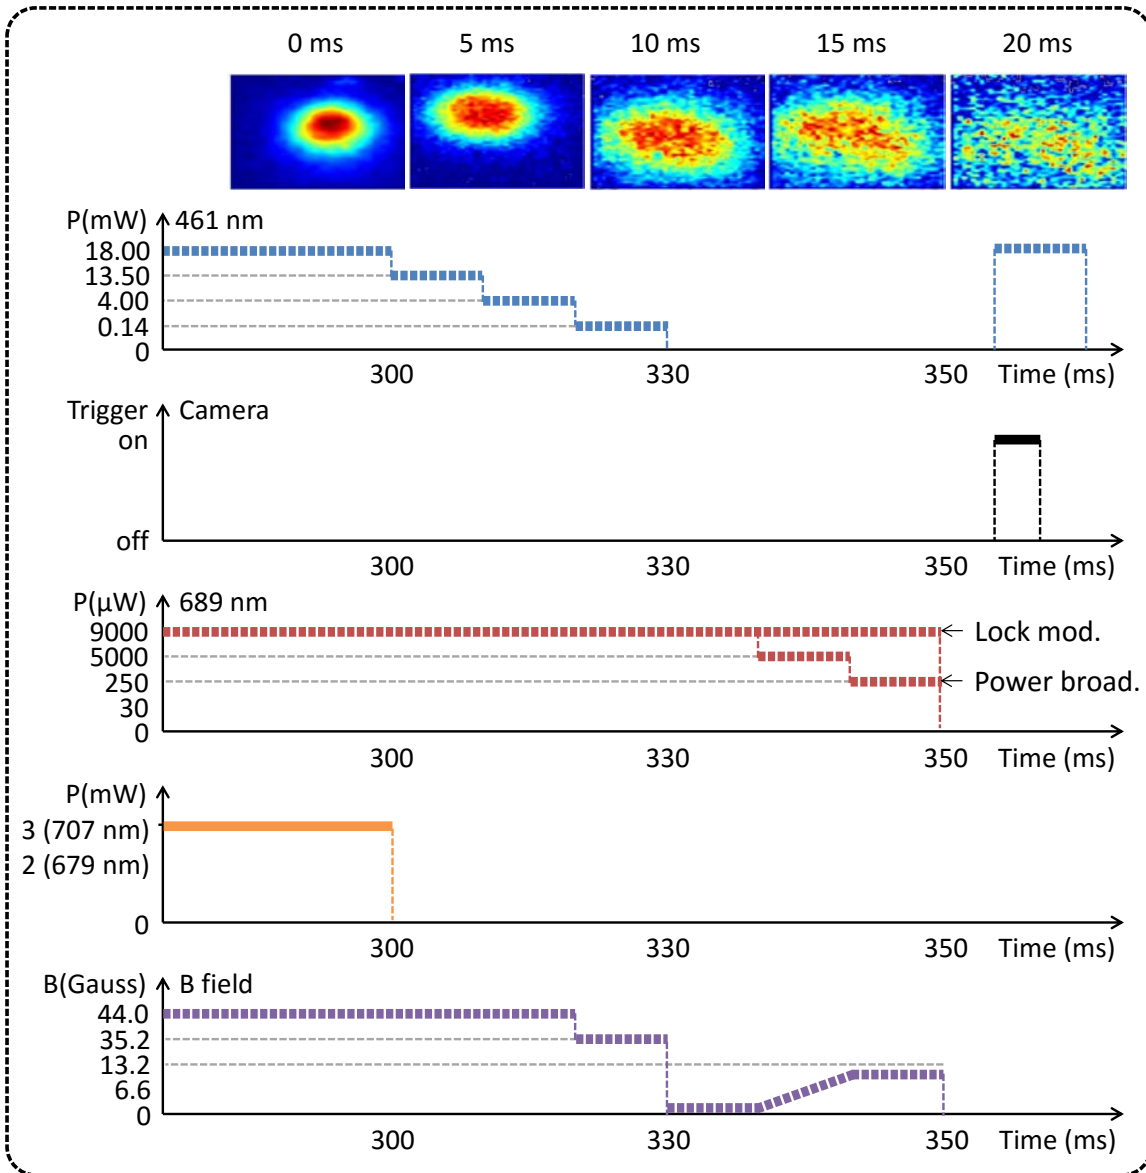 0 ms 5 ms 10 ms 15 ms 20 ms
P(mW) 461 nm
18.00
13.50
4.00
0.14
0
300 330 350 Time (ms)
Trigger Camera
on
off
300 330 350 Time (ms)
P(µW) 689 nm
9000 Lock mod.
5000
250 Power broad.
30
0
300 330 350 Time (ms)
P(mW)
3 (707 nm)
2 (679 nm)
0
300 330 350 Time (ms)
B(Gauss) B field
44.0
35.2
13.2
6.6
0
300 330 350 Time (ms)